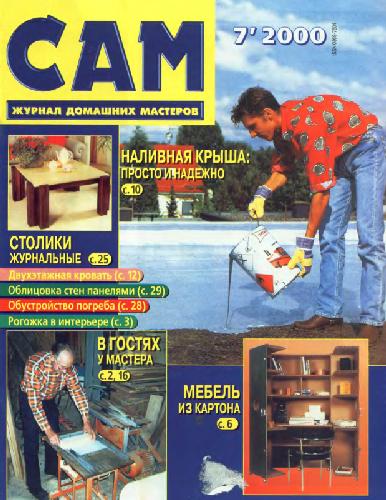 САМ
7'2000
ЖУРНАЛ ДОМАШНИХ МАСТЕРОВ
НАЛИВНАЯ КРЫША:
ПРОСТО И НАДЕЖНО
с. 10
СТОЛИКИ
ЖУРНАЛЬНЫЕ с.25
Двухэтажная кровать (с. 12)
Облицовка стен панелями (с. 29)
Обустройство погреба (с. 28)
Рогожка в интерьере (с. 3)
В ГОСТЯХ
У МАСТЕРА
с.2, 16
МЕБЕЛЬ
ИЗ КАРТОНА
с. 6